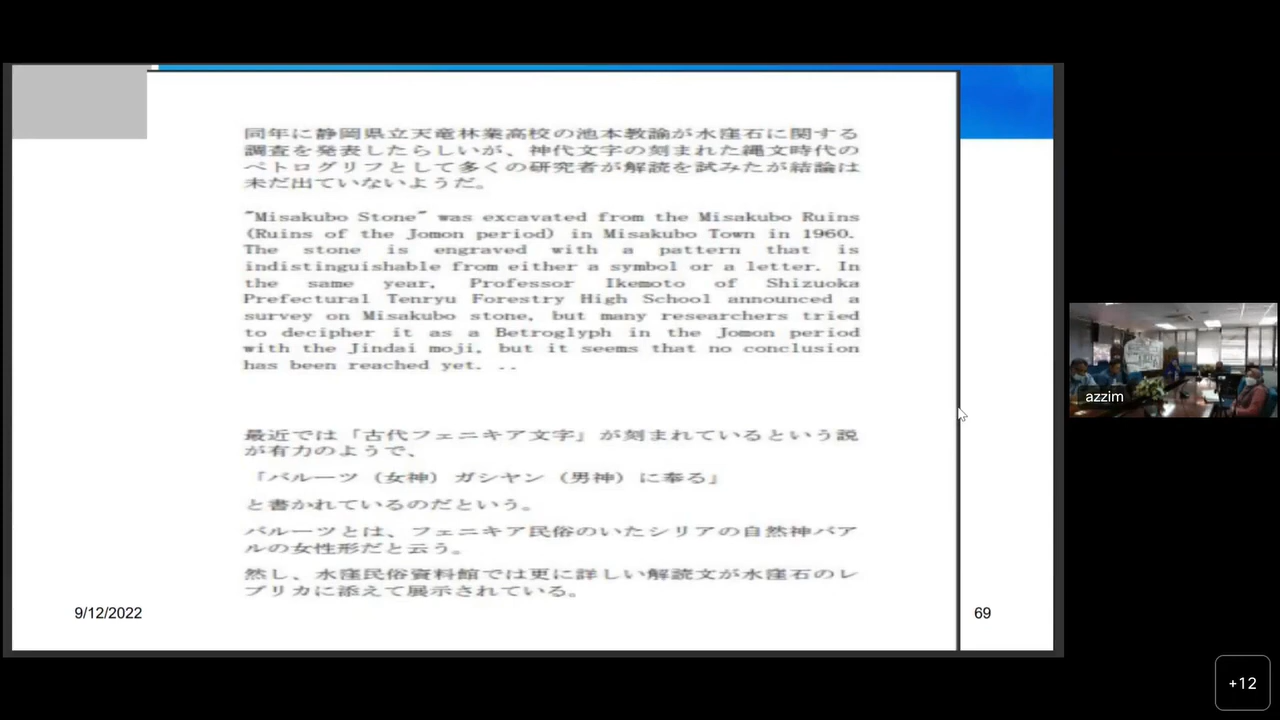 同年に静岡県立天竜林業高校の池本教諭が水窪石に関する
調査を発表したらしいが、神代文字の刻まれた縄文時代の
ペトログリフとして多くの研究者が解読を試みたが結論は
未だ出ていないようだ。
"Misakubo Stone" was excavated from the Misakubo Ruins
(Ruins of the Jomon period) in Misakubo Town in 1960.
The stone is engraved with a pattern that is
indistinguishable from either a symbol or a letter. In
the same year, Professor Ikemoto of Shizuoka
Prefectural Tenryu Forestry High School announced a
survey on Misakubo stone, but many researchers tried
to decipher it as a Betroglyph in the Jomon period
with the Jindai moji, but it seems that no conclusion
has been reached yet. ..
最近では「古代フェニキア文字」が刻まれているという説
が有力のようで、
「バルーツ（女神）ガシヤン（男神）に奉る」
と書かれているのだという。
バルーツとは、フェニキア民俗のいたシリアの自然神バア
ルの女性形だと云う。
然し、水窪民俗資料館では更に詳しい解読文が水窪石のレ
プリカに添えて展示されている。
9/12/2022
69
azzim
+12